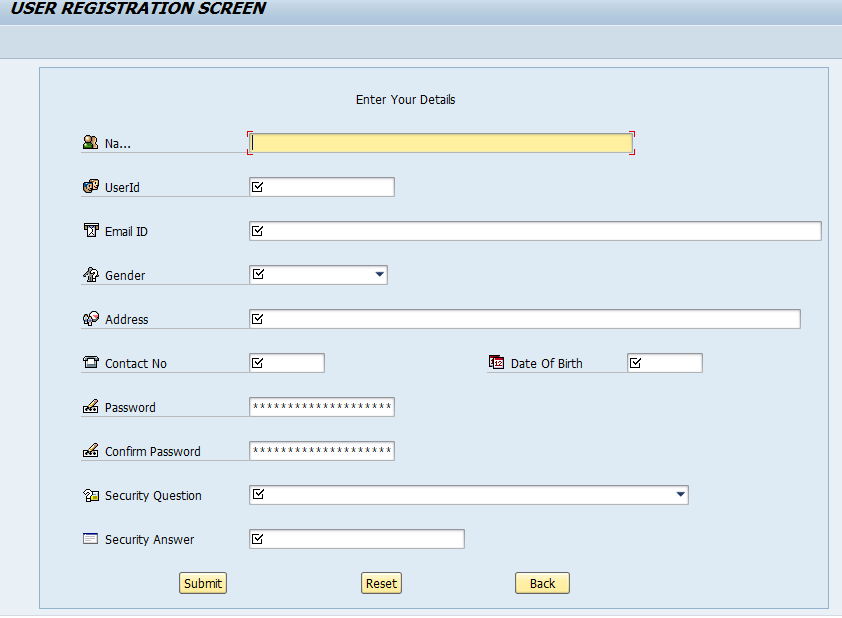 USER REGISTRATION SCREEN
Enter Your Details
Na...
UserId
Email ID
Gender
Address
Contact No
Date Of Birth
Password ********************
Confirm Password ********************
Security Question
Security Answer
Submit Reset Back